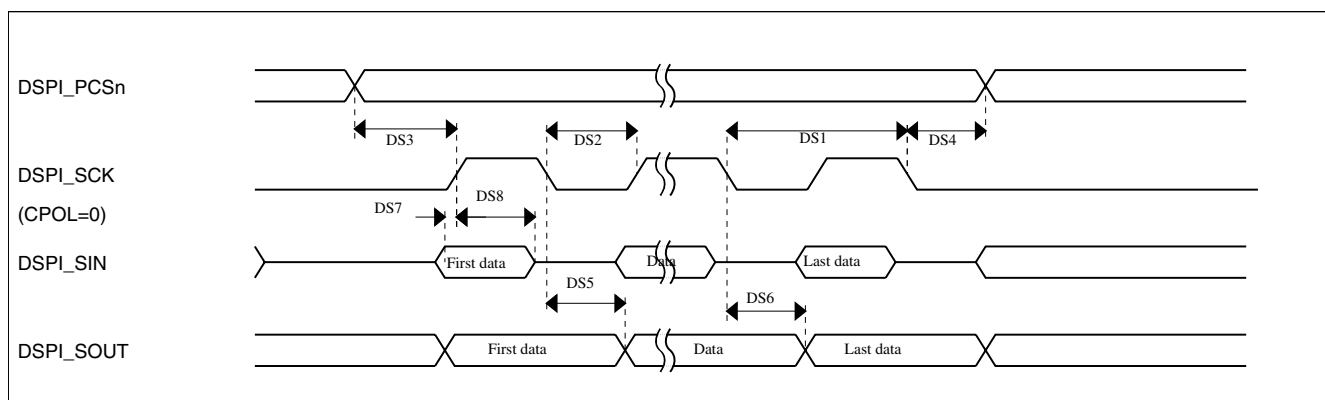 DSPI_PCSn
DS3
DS2
DS1
DS4
DSPI_SCK
(CPOL=0)
DS7
DS8
DSPI_SIN
First data
Data
Last data
DS5
DS6
DSPI_SOUT
First data
Data
Last data